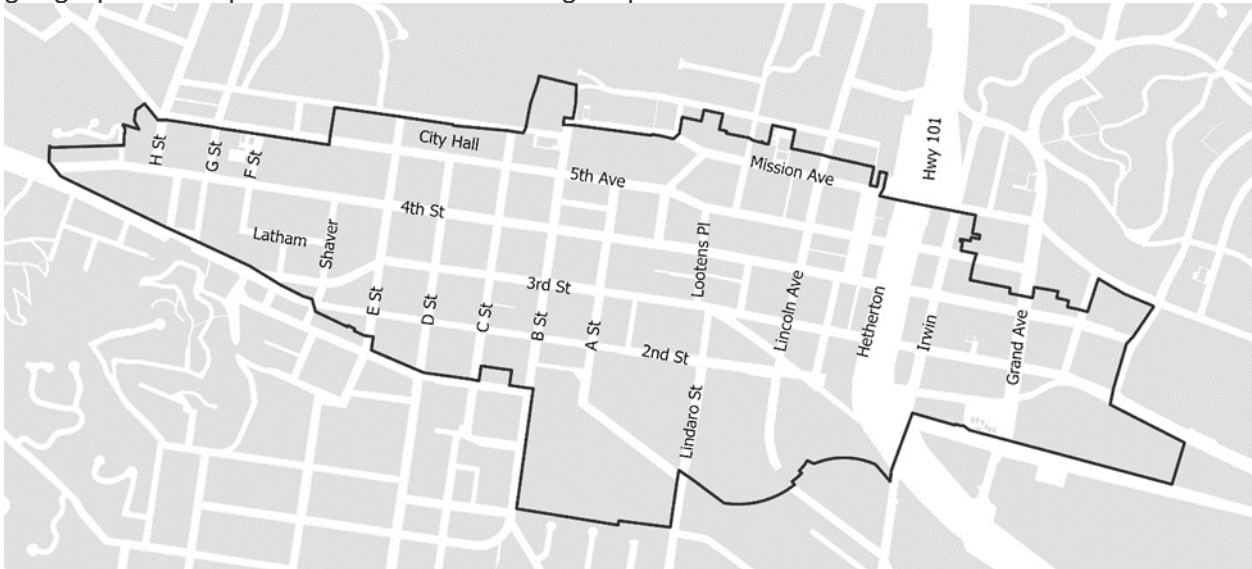 City Hall
H St
G St
F St
5th Ave
Mission Ave
Hwy 101
4th St
Latham
Shaver
Lootens Pl
3rd St
E St
D St
C St
B St
A St
2nd St
Lincoln Ave
Hetherton
Irwin
Grand Ave
Lindaro St